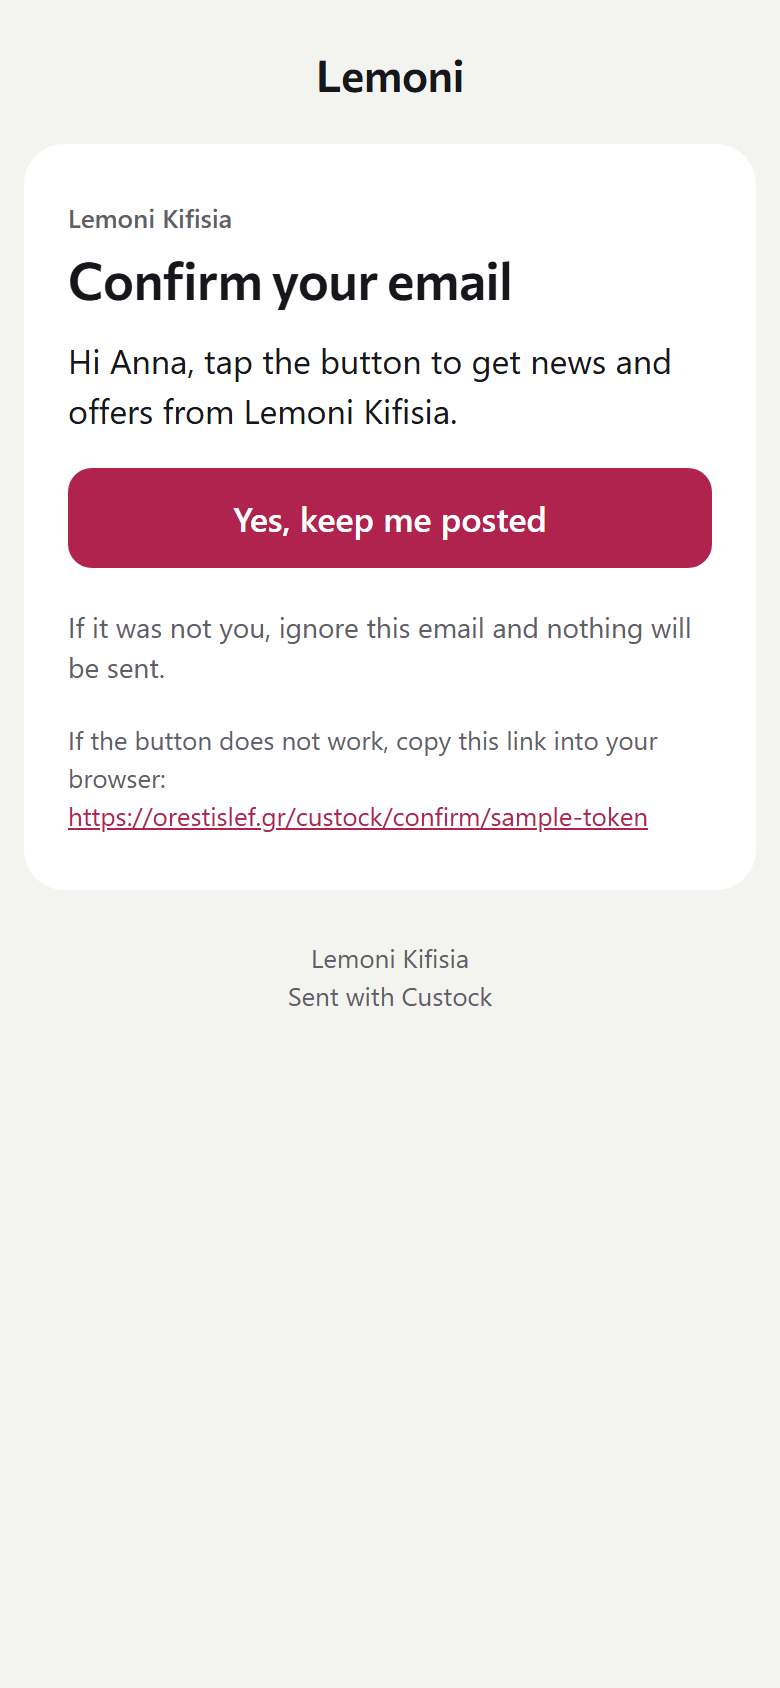 Lemoni
Lemoni Kifisia
Confirm your email
Hi Anna, tap the button to get news and
offers from Lemoni Kifisia.
Yes, keep me posted
If it was not you, ignore this email and nothing will
be sent.
If the button does not work, copy this link into your
browser:
https://orestislef.gr/custock/confirm/sample-token
Lemoni Kifisia
Sent with Custock